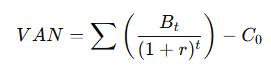 VAN = ∑ ( B_t / (1 + r)^t ) − C_0